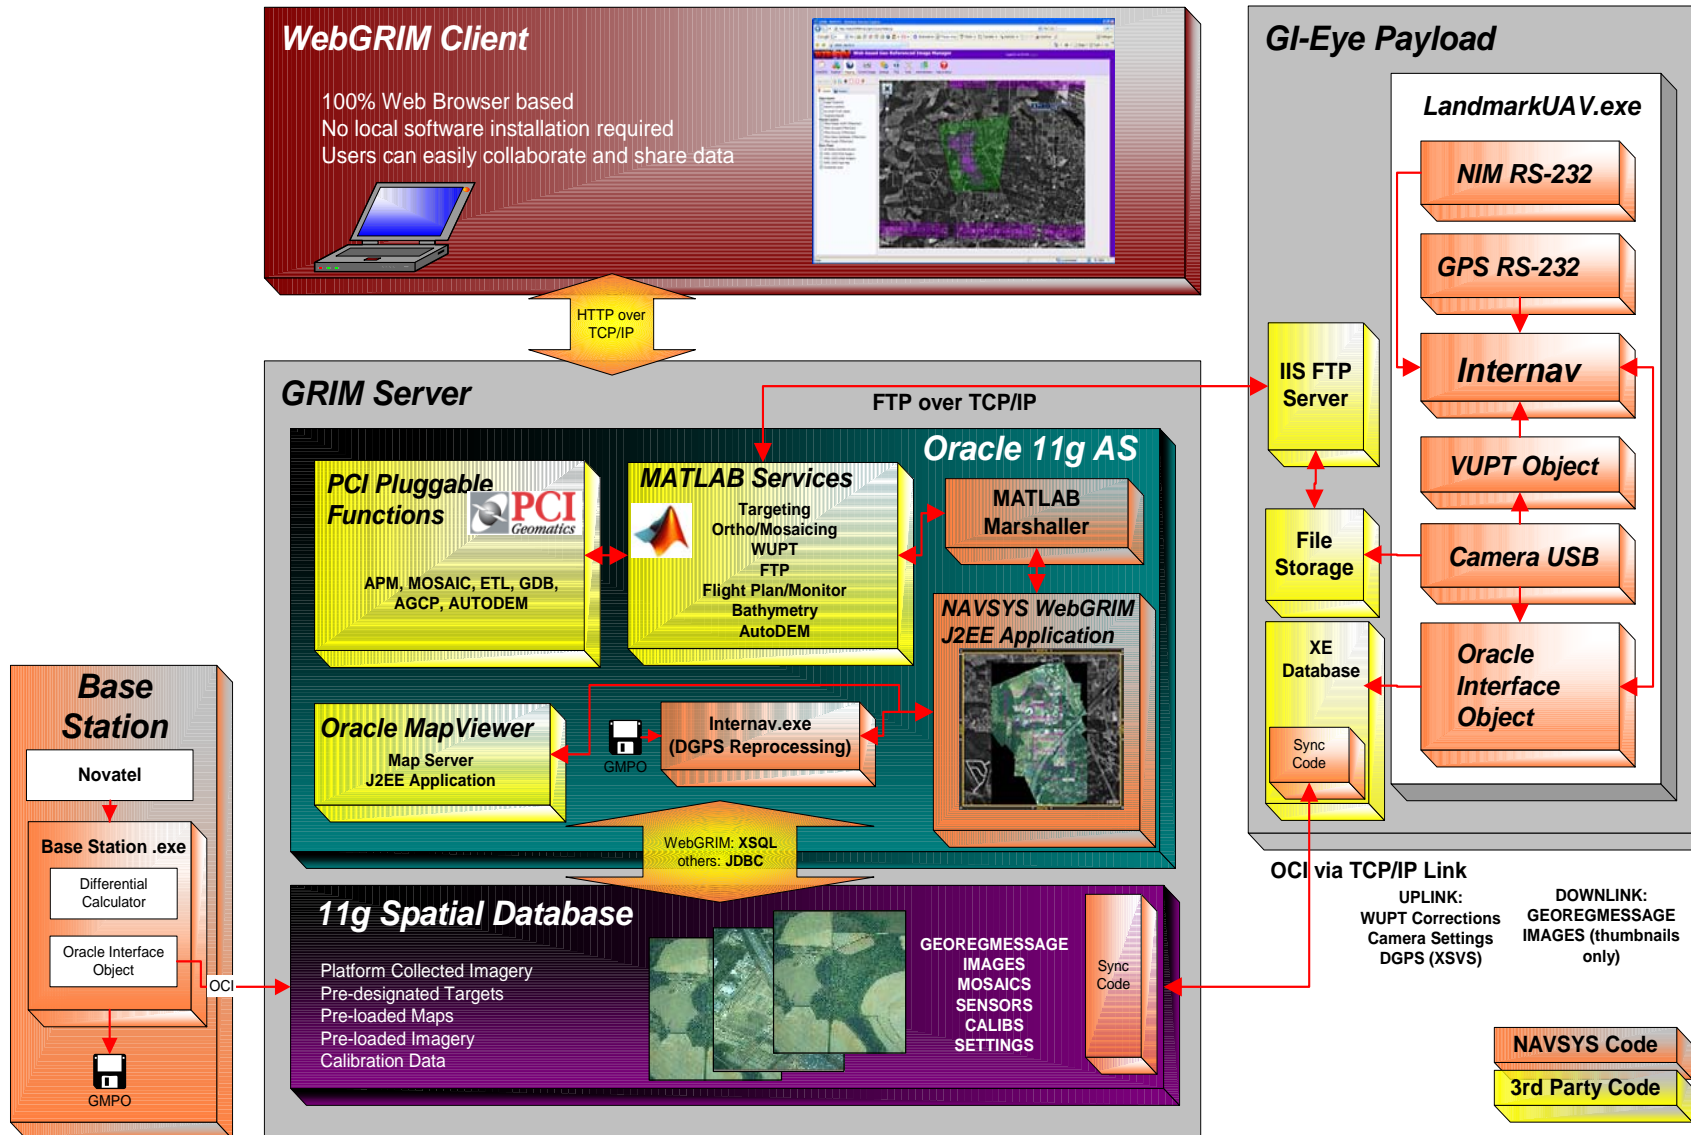 WebGRIM Client
100% Web Browser based
No local software installation required
Users can easily collaborate and share data
HTTP over
TCP/IP
GRIM Server
FTP over TCP/IP
Oracle 11g AS
PCI Pluggable
Functions
PCI
Geomatics
APM, MOSAIC, ETL, GDB,
AGCP, AUTODEM
MATLAB Services
Targeting
Ortho/Mosaicing
WUPT
FTP
Flight Plan/Monitor
Bathymetry
AutoDEM
MATLAB
Marshaller
NAVSYS WebGRIM
J2EE Application
Oracle MapViewer
Map Server
J2EE Application
GMPO
Internav.exe
(DGPS Reprocessing)
WebGRIM: XSQL
others: JDBC
11g Spatial Database
Platform Collected Imagery
Pre-designated Targets
Pre-loaded Maps
Pre-loaded Imagery
Calibration Data
GEOREGMESSAGE
IMAGES
MOSAICS
SENSORS
CALIBS
SETTINGS
Sync
Code
Base
Station
Novatel
Base Station .exe
Differential
Calculator
Oracle Interface
Object
OCI
GMPO
GI-Eye Payload
LandmarkUAV.exe
NIM RS-232
GPS RS-232
Internav
VUPT Object
Camera USB
Oracle
Interface
Object
IIS FTP
Server
File
Storage
XE
Database
Sync
Code
OCI via TCP/IP Link
UPLINK:
WUPT Corrections
Camera Settings
DGPS (XSVS)
DOWNLINK:
GEOREGMESSAGE
IMAGES (thumbnails
only)
NAVSYS Code
3rd Party Code